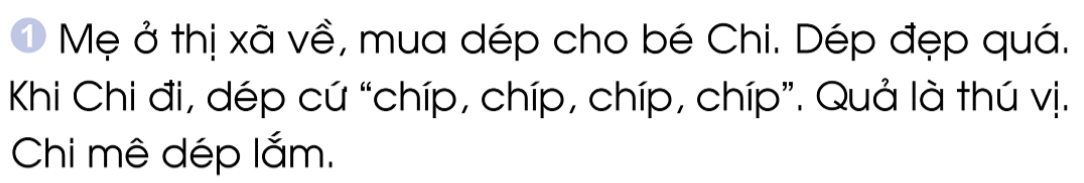 1 Mẹ ở thị xã về, mua dép cho bé Chi. Dép đẹp quá.
Khi Chi đi, dép cứ “chíp, chíp, chíp, chíp”. Quả là thú vị.
Chi mê dép lắm.